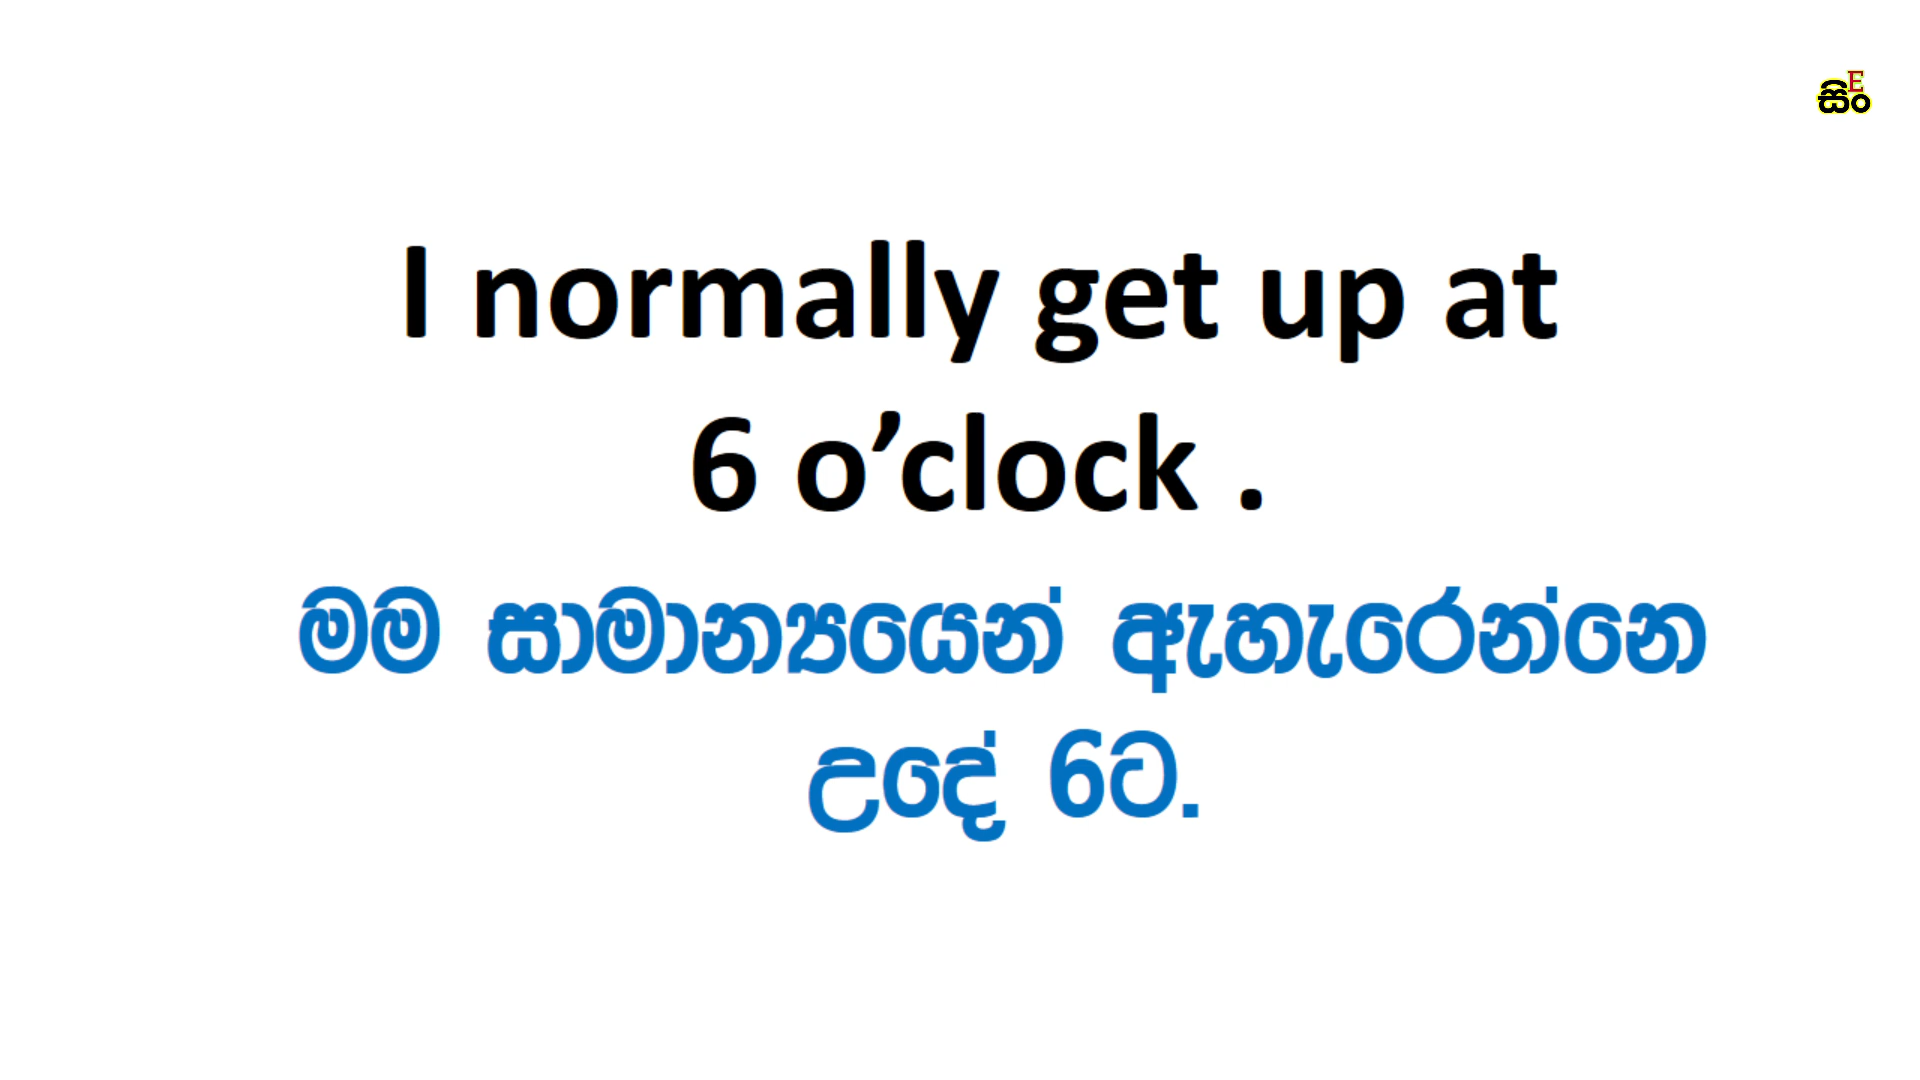 සිං
E
I normally get up at
6 o’clock .
මම සාමාන්‍යයෙන් ඇහැරෙන්නෙ
උදේ 6ට.